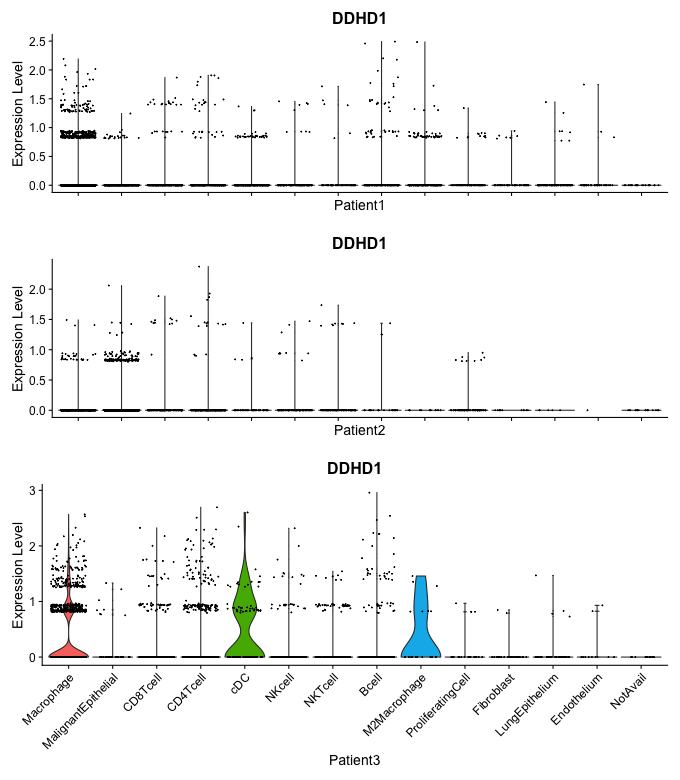 DDHD1
Expression Level
2.5
2.0
1.5
1.0
0.5
0.0
Patient1
DDHD1
Expression Level
2.0
1.5
1.0
0.5
0.0
Patient2
DDHD1
Expression Level
3
2
1
0
Macrophage
MalignantEpithelial
CD8Tcell
CD4Tcell
cDC
NKcell
NKTcell
Bcell
M2Macrophage
ProliferatingCell
Fibroblast
LungEpithelium
Endothelium
NotAvail
Patient3